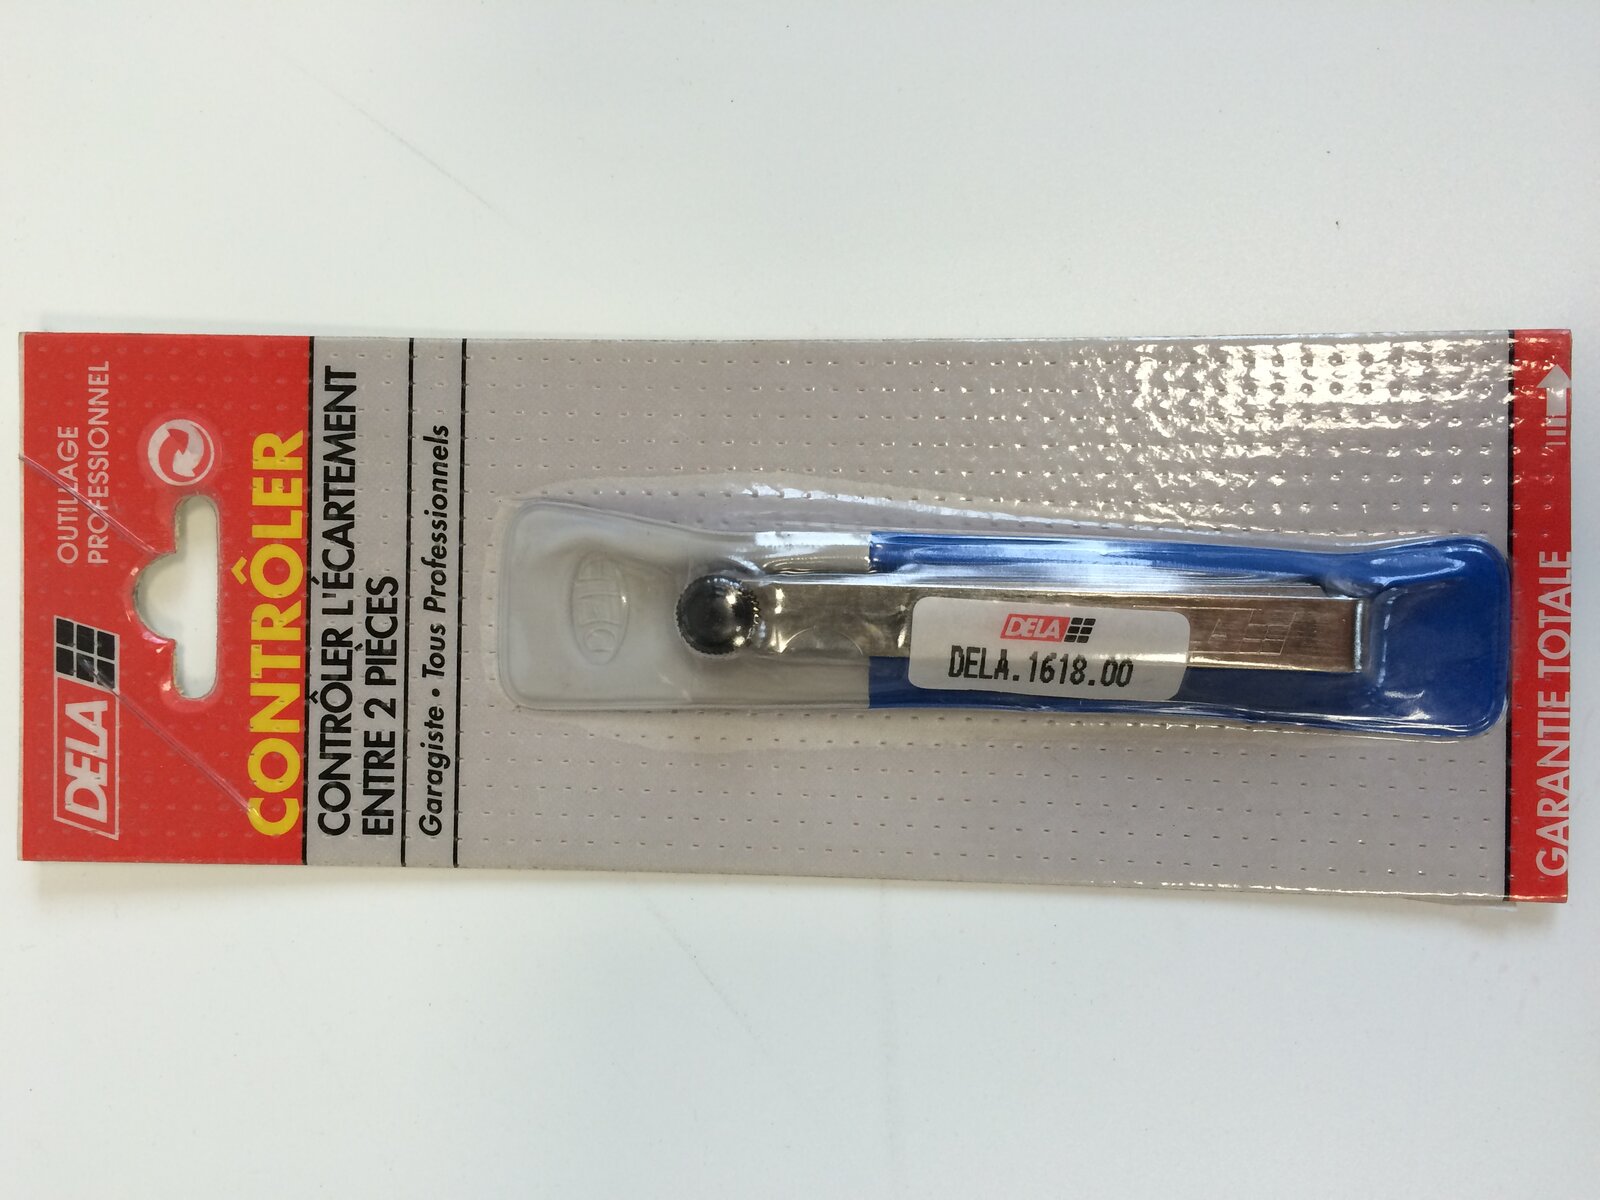 DELA
OUTILLAGE
PROFESSIONNEL
CONTRÔLER
CONTRÔLER L'ÉCARTEMENT
ENTRE 2 PIÈCES
Garagiste • Tous Professionnels
DELA
DELA.1618.00
GARANTIE TOTALE